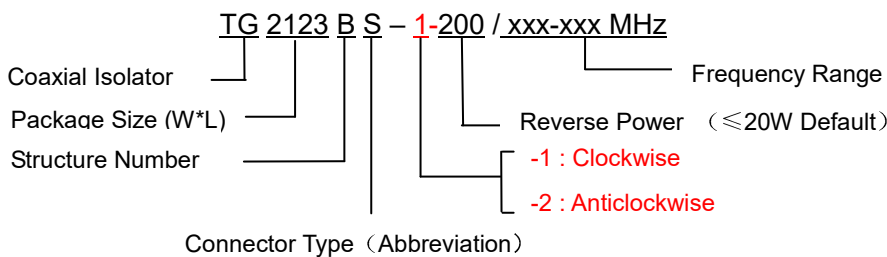 TG 2123 B S – 1-200 / xxx-xxx MHz
Coaxial Isolator
Frequency Range
Package Size (W*L)
Reverse Power （≤20W Default）
Structure Number
-1 : Clockwise
-2 : Anticlockwise
Connector Type（Abbreviation）